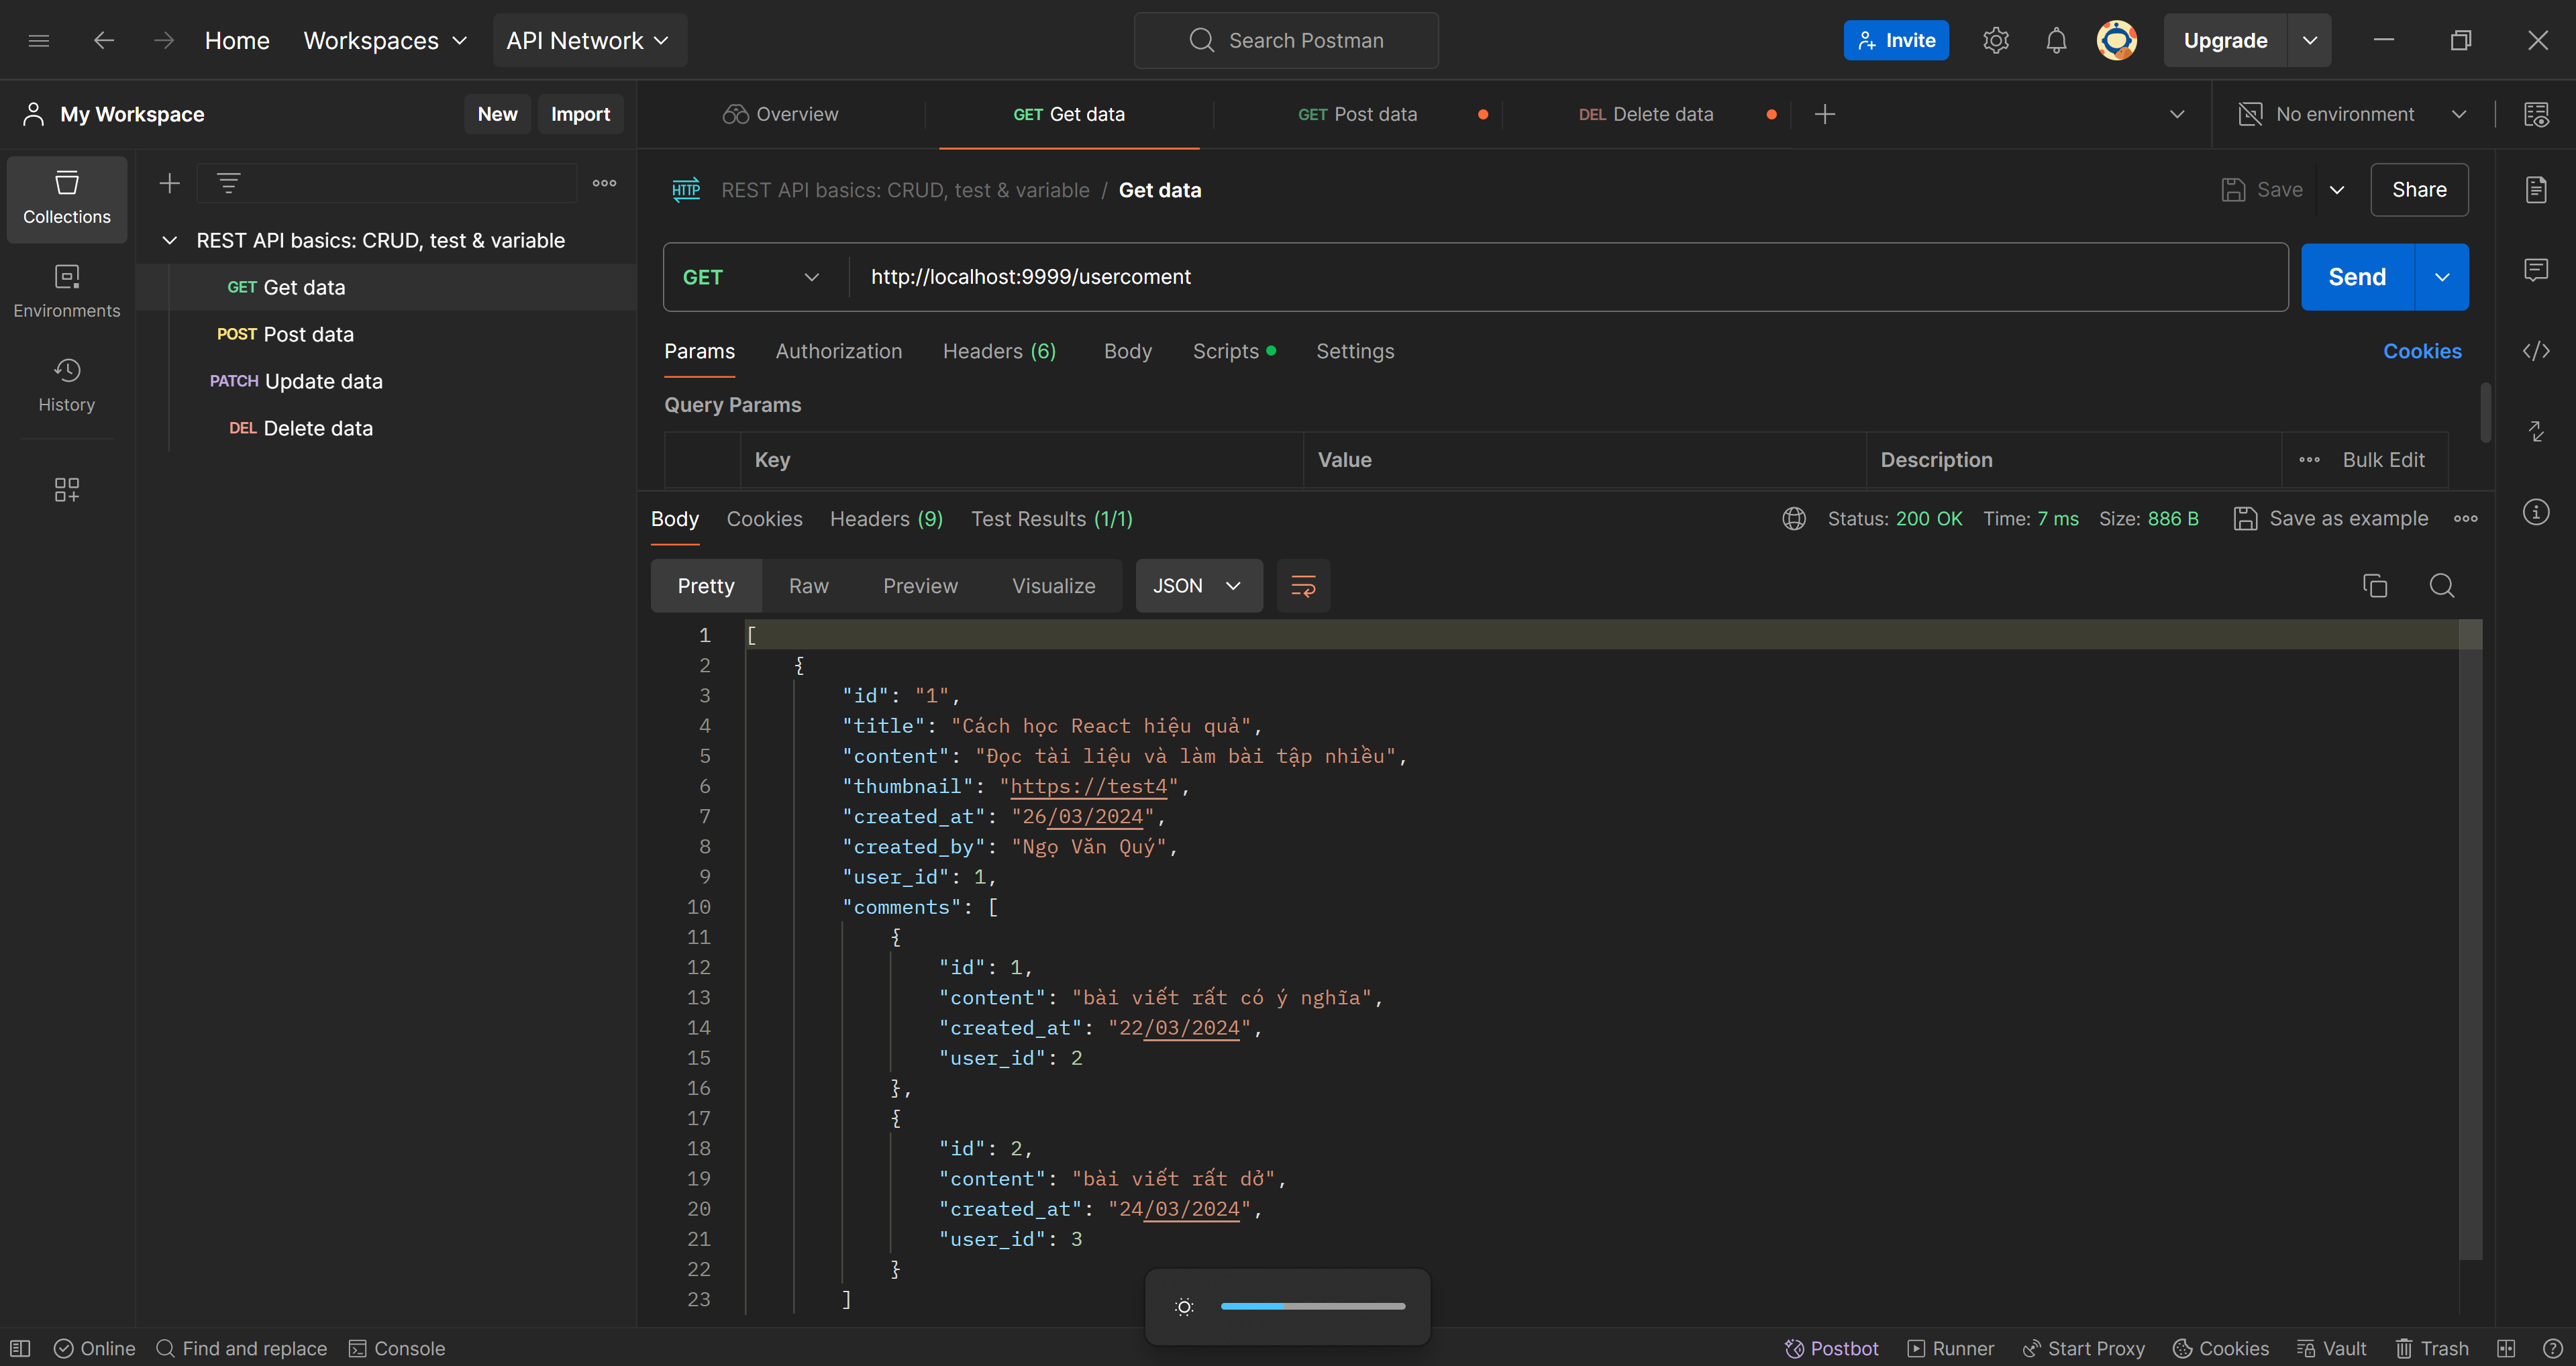 Home Workspaces API Network Search Postman Invite Upgrade
My Workspace New Import Overview GET Get data GET Post data DEL Delete data No environment
Collections
Environments
History
REST API basics: CRUD, test & variable
GET Get data
POST Post data
PATCH Update data
DEL Delete data
HTTP REST API basics: CRUD, test & variable / Get data Save Share
GET http://localhost:9999/usercoment Send
Params Authorization Headers (6) Body Scripts Settings Cookies
Query Params
Key Value Description Bulk Edit
Body Cookies Headers (9) Test Results (1/1) Status: 200 OK Time: 7 ms Size: 886 B Save as example
Pretty Raw Preview Visualize JSON
1 [
2 {
3 "id": "1",
4 "title": "Cách học React hiệu quả",
5 "content": "Đọc tài liệu và làm bài tập nhiều",
6 "thumbnail": "https://test4",
7 "created_at": "26/03/2024",
8 "created_by": "Ngọ Văn Quý",
9 "user_id": 1,
10 "comments": [
11 {
12 "id": 1,
13 "content": "bài viết rất có ý nghĩa",
14 "created_at": "22/03/2024",
15 "user_id": 2
16 },
17 {
18 "id": 2,
19 "content": "bài viết rất dở",
20 "created_at": "24/03/2024",
21 "user_id": 3
22 }
23 ]
Online Find and replace Console Postbot Runner Start Proxy Cookies Vault Trash